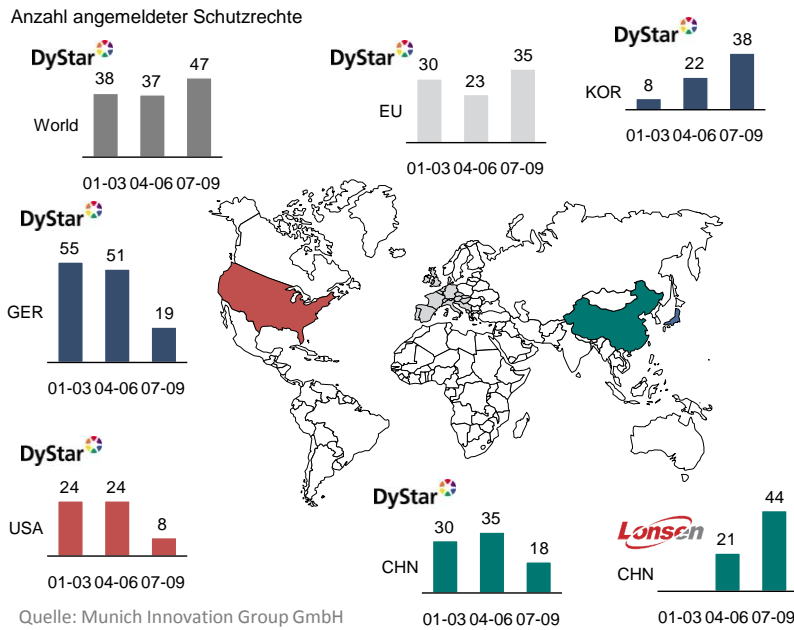 Anzahl angemeldeter Schutzrechte
DyStar
World
38 37 47
01-03 04-06 07-09
DyStar
EU
30 23 35
01-03 04-06 07-09
DyStar
KOR
8 22 38
01-03 04-06 07-09
DyStar
GER
55 51 19
01-03 04-06 07-09
DyStar
USA
24 24 8
01-03 04-06 07-09
DyStar
CHN
30 35 18
01-03 04-06 07-09
Lonsen
CHN
21 44
01-03 04-06 07-09
Quelle: Munich Innovation Group GmbH